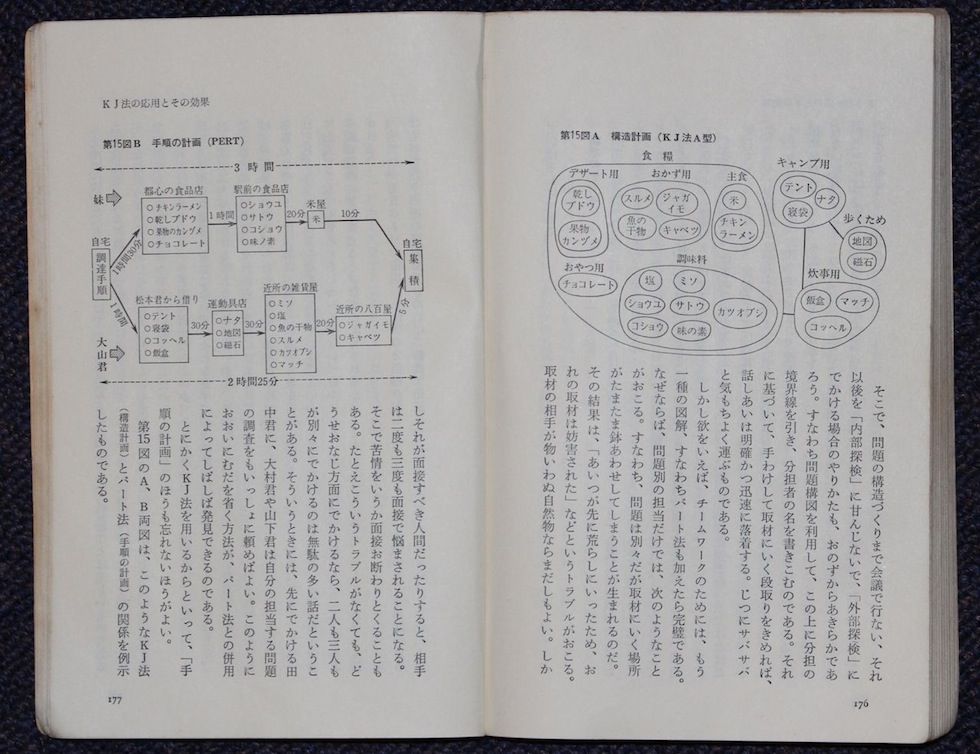 第15図A　構造計画（KJ法A型）
食糧
デザート用
乾しブドウ
果物カンヅメ
おかず用
スルメ
ジャガイモ
魚の干物
キャベツ
主食
米
チキンラーメン
おやつ用
チョコレート
調味料
塩
ミソ
ショウユ
サトウ
カツオブシ
コショウ
味の素
キャンプ用
テント
ナタ
寝袋
歩くため
地図
磁石
炊事用
飯盒
マッチ
コッヘル
そこで、問題の構造づくりまで会議で行ない、それ
以後を「内部探検」に甘んじないで、「外部探検」に
でかける場合のやりかたも、おのずからあきらかであ
ろう。すなわち問題構図を利用して、この上に分担の
境界線を引き、分担者の名を書きこむのである。それ
に基づいて、手わけして取材にいく段取りをきめれば、
話しあいは明確かつ迅速に落着する。じつにサバサバ
と気もちよく運ぶものである。
しかし欲をいえば、チームワークのためには、もう
一種の図解、すなわちパート法も加えたら完璧である。
なぜならば、問題別の担当だけでは、次のようなこと
がおこる。すなわち、問題は別々だが取材にいく場所
がたまたま鉢あわせしてしまうことが生まれるのだ。
その結果は、「あいつが先に荒らしにいったため、お
れの取材は妨害された」などというトラブルがおこる。
取材の相手が物いわぬ自然物ならまだしもよい。しか
176
KJ法の応用とその効果
第15図B　手順の計画（PERT）
3時間
妹
都心の食品店
チキンラーメン
乾しブドウ
果物のカンヅメ
チョコレート
1時間
駅前の食品店
ショウユ
サトウ
コショウ
味ノ素
20分
米屋
米
10分
自宅
調達手順
1時間30分
1時間
自宅
集積
松本君から借り
テント
寝袋
コッヘル
飯盒
30分
運動具店
ナタ
地図
磁石
30分
近所の雑貨屋
ミソ
塩
魚の干物
スルメ
カツオブシ
マッチ
20分
近所の八百屋
ジャガイモ
キャベツ
5分
大山君
2時間25分
しそれが面接すべき人間だったりすると、相手
は二度も三度も面接で悩まされることになる。
そこで苦情をいうか面接お断わりとくることも
ある。たとえこういうトラブルがなくても、ど
うせおなじ方面にでかけるなら、二人も三人も
が別々にでかけるのは無駄の多い話だというこ
とがある。そういうときには、先にでかける田
中君に、大村君や山下君は自分の担当する問題
の調査をもいっしょに頼めばよい。このように
おおいにむだを省く方法が、パート法との併用
によってしばしば発見できるのである。
とにかくKJ法を用いるからといって、「手
順の計画」のほうも忘れないほうがよい。
第15図のA、B両図は、このようなKJ法
（構造計画）とパート法（手順の計画）の関係を例示
したものである。
177